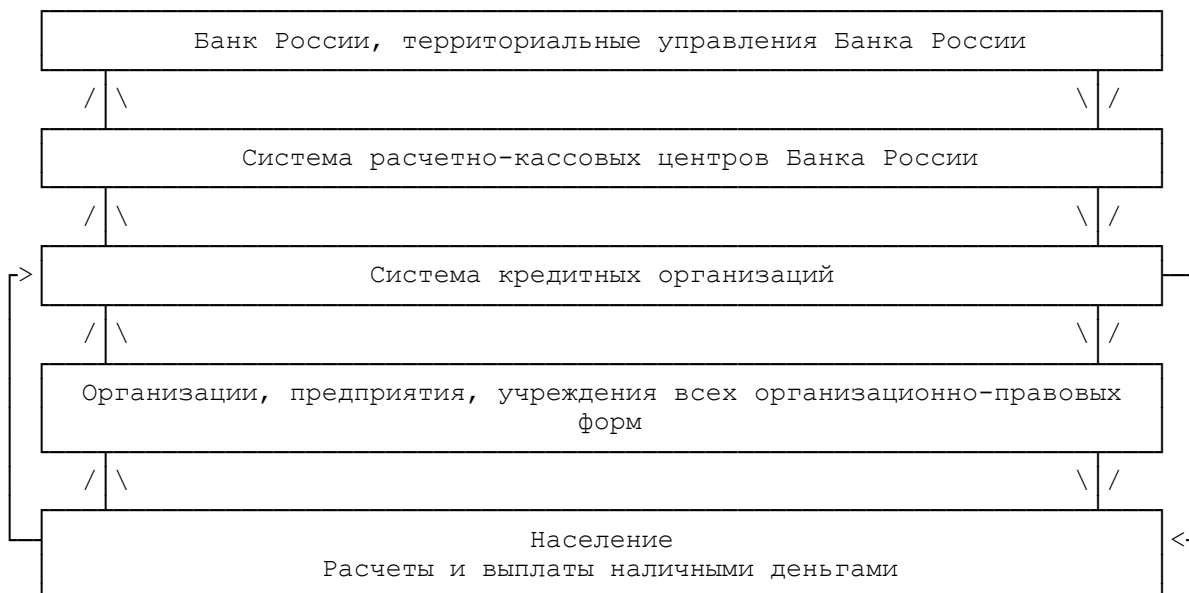 Банк России, территориальные управления Банка России
Система расчетно-кассовых центров Банка России
Система кредитных организаций
Организации, предприятия, учреждения всех организационно-правовых
форм
Население
Расчеты и выплаты наличными деньгами